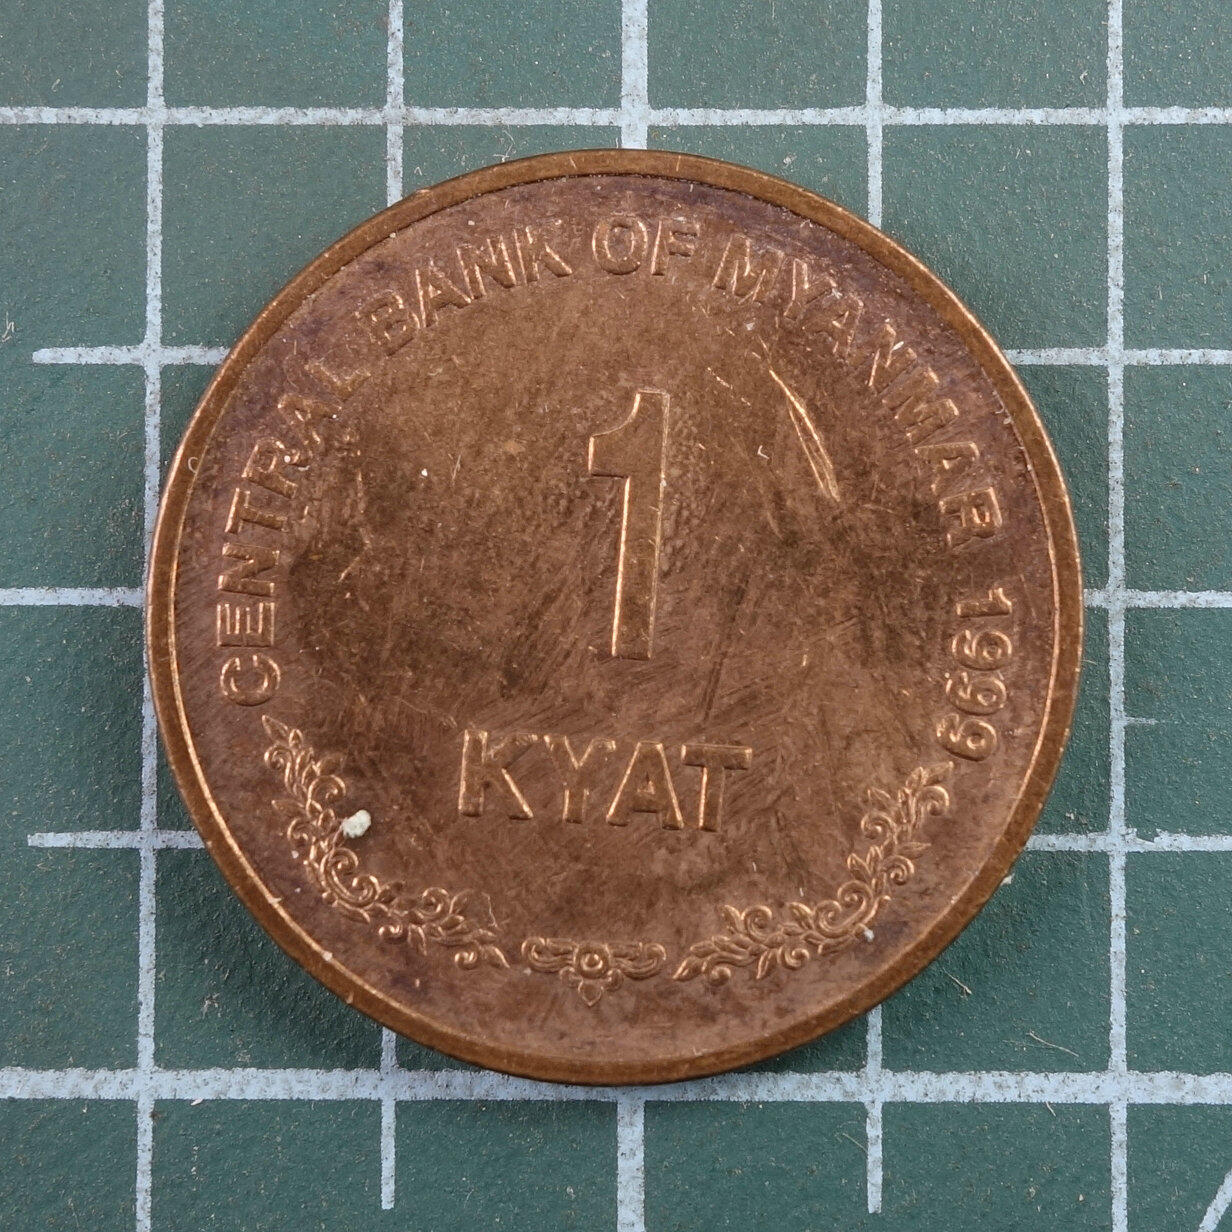 CENTRAL BANK OF MYANMAR 1999
1
KYAT